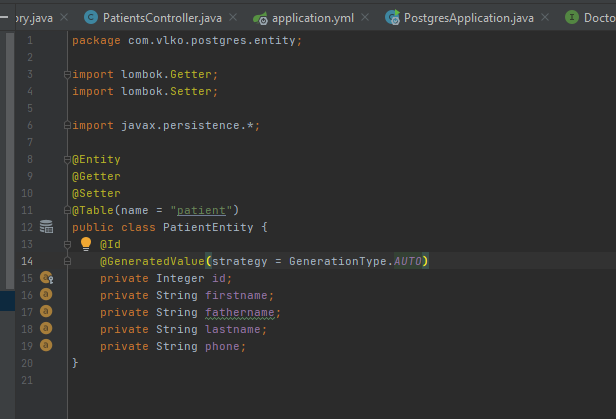 ory.java PatientsController.java application.yml PostgresApplication.java Docto
1 package com.vlko.postgres.entity;
2
3 import lombok.Getter;
4 import lombok.Setter;
5
6 import javax.persistence.*;
7
8 @Entity
9 @Getter
10 @Setter
11 @Table(name = "patient")
12 public class PatientEntity {
13 @Id
14 @GeneratedValue(strategy = GenerationType.AUTO)
15 private Integer id;
16 private String firstname;
17 private String fathername;
18 private String lastname;
19 private String phone;
20 }
21